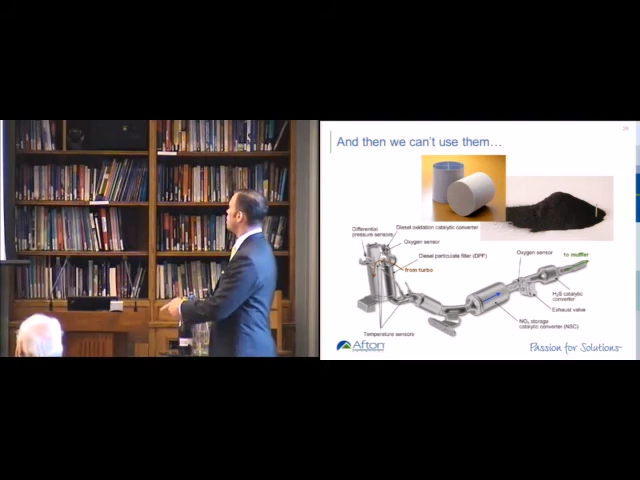 29
And then we can't use them…
Diesel oxidation catalytic converter
Differential
pressure sensors
Oxygen sensor
Diesel particulate filter (DPF)
from turbo
Oxygen sensor
to muffler
H₂S catalytic
converter
Exhaust valve
NOₓ storage
catalytic converter (NSC)
Temperature sensors
Afton
Passion for Solutions